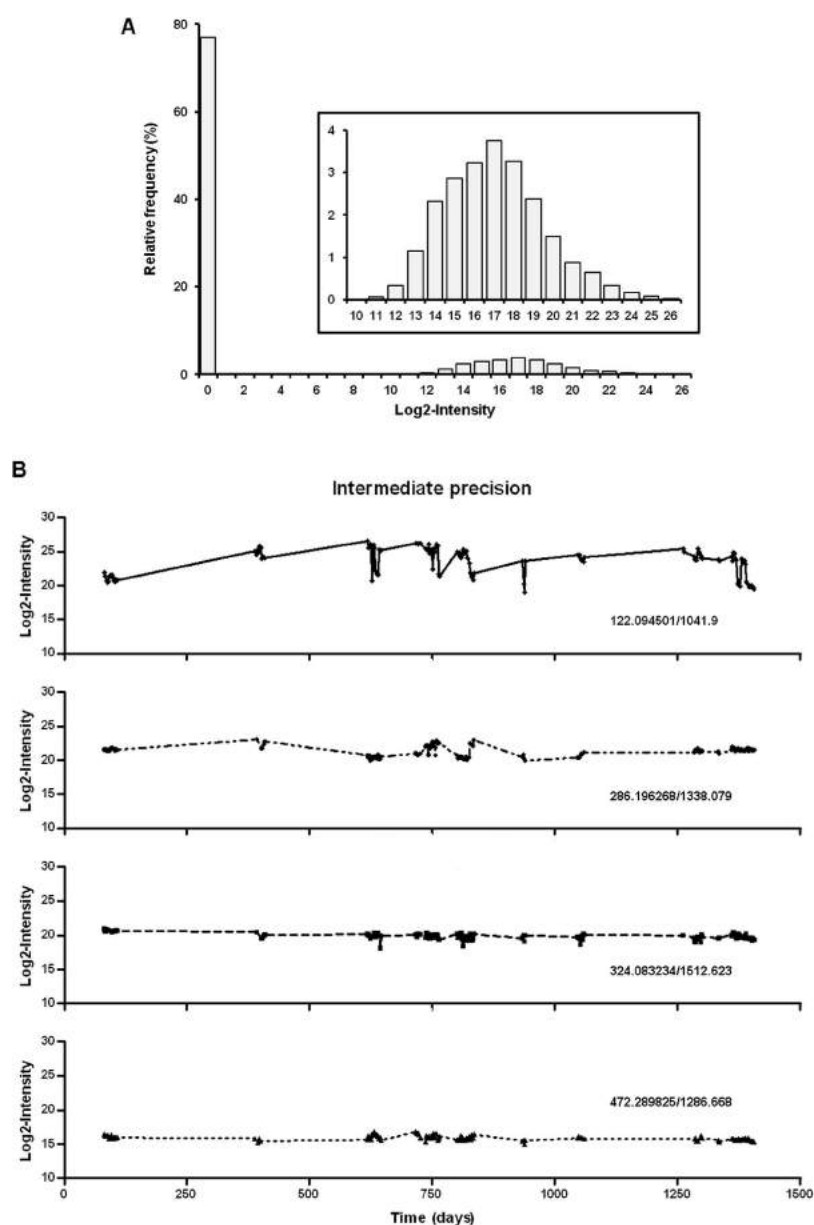 A
Relative frequency (%)
80
60
40
20
0
4
3
2
1
0
10 11 12 13 14 15 16 17 18 19 20 21 22 23 24 25 26
0 2 4 6 8 10 12 14 16 18 20 22 24 26
Log2-Intensity
B
Intermediate precision
Log2-Intensity
30
25
20
15
10
122.094501/1041.9
Log2-Intensity
30
25
20
15
10
286.196268/1338.079
Log2-Intensity
30
25
20
15
10
324.083234/1512.623
Log2-Intensity
30
25
20
15
10
472.289825/1286.668
0 250 500 750 1000 1250 1500
Time (days)